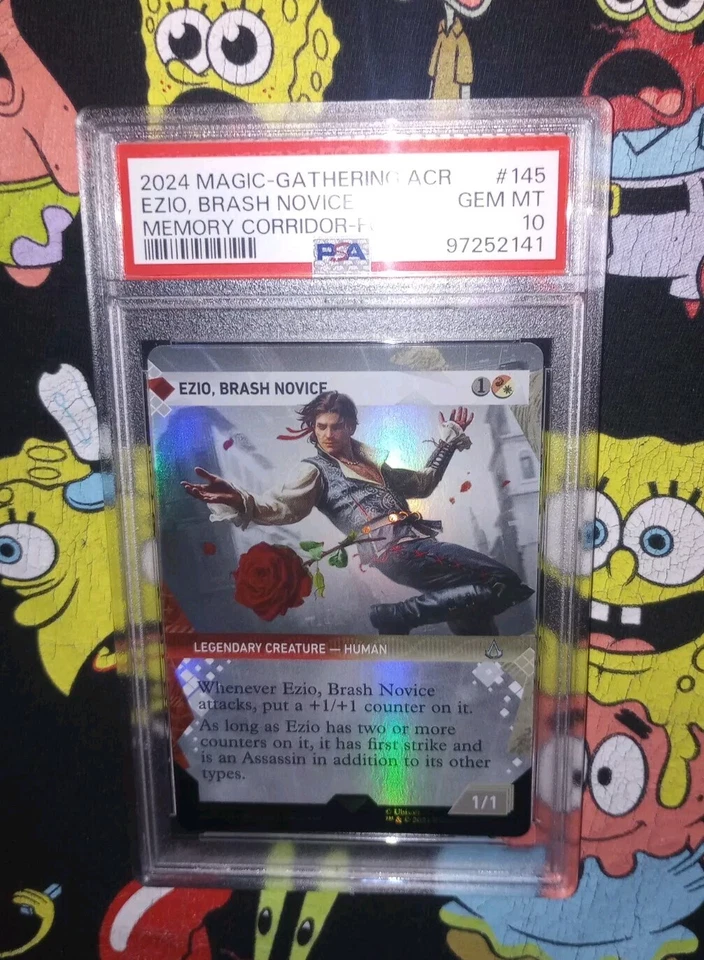 2024 MAGIC-GATHERING ACR #145
EZIO, BRASH NOVICE GEM MT
MEMORY CORRIDOR- 10
PSA 97252141
EZIO, BRASH NOVICE 1
LEGENDARY CREATURE — HUMAN
Whenever Ezio, Brash Novice
attacks, put a +1/+1 counter on it.
As long as Ezio has two or more
counters on it, it has first strike and
is an Assassin in addition to its other
types.
1/1
© Ubisoft
™ & ©